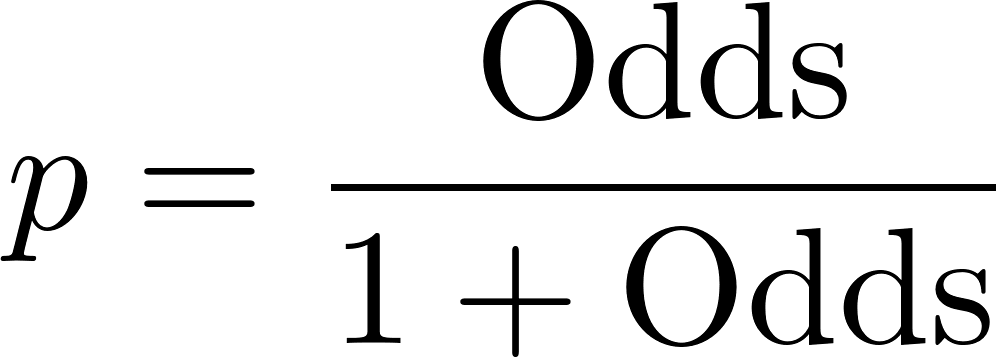 p = Odds / 1 + Odds